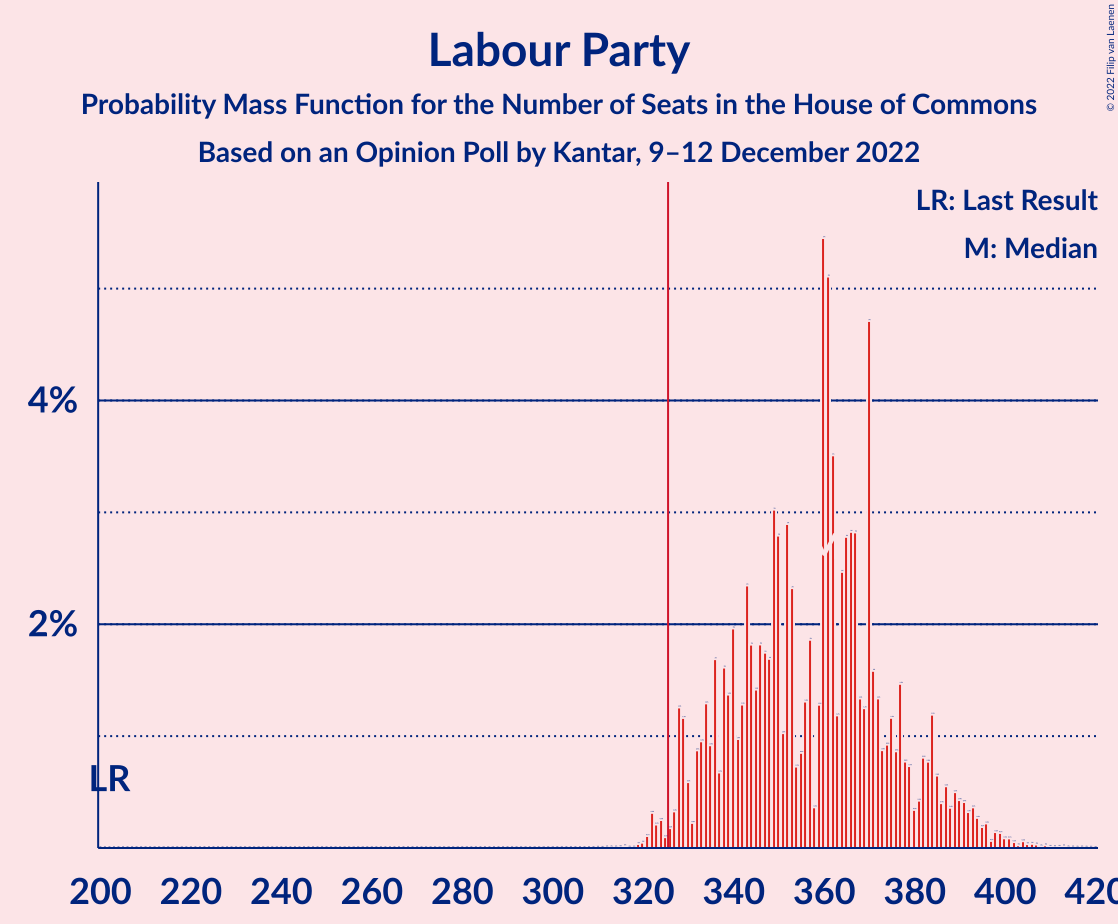 Labour Party
Probability Mass Function for the Number of Seats in the House of Commons
Based on an Opinion Poll by Kantar, 9–12 December 2022
© 2022 Filip van Laenen
LR: Last Result
M: Median
4%
2%
LR
200 220 240 260 280 300 320 340 360 380 400 420